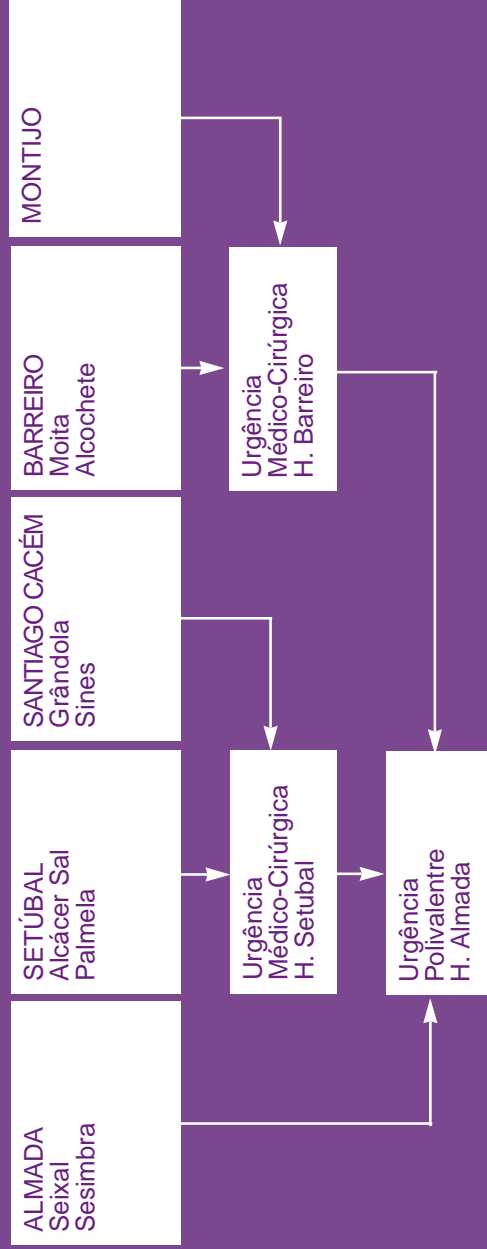 ALMADA
Seixal
Sesimbra
SETÚBAL
Alcácer Sal
Palmela
SANTIAGO CACÉM
Grândola
Sines
BARREIRO
Moita
Alcochete
MONTIJO
Urgência
Médico-Cirúrgica
H. Setubal
Urgência
Médico-Cirúrgica
H. Barreiro
Urgência
Polivalentre
H. Almada